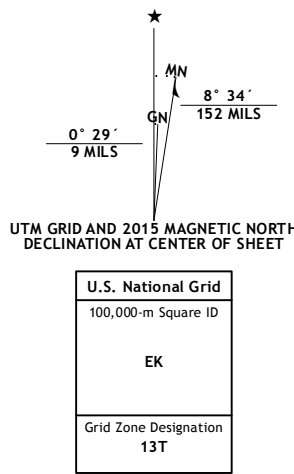 ★
MN
GN
8° 34´
152 MILS
0° 29´
9 MILS
UTM GRID AND 2015 MAGNETIC NORTH
DECLINATION AT CENTER OF SHEET
U.S. National Grid
100,000-m Square ID
EK
Grid Zone Designation
13T